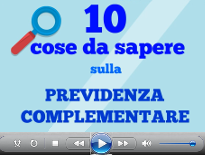 10
cose da sapere
sulla
PREVIDENZA
COMPLEMENTARE